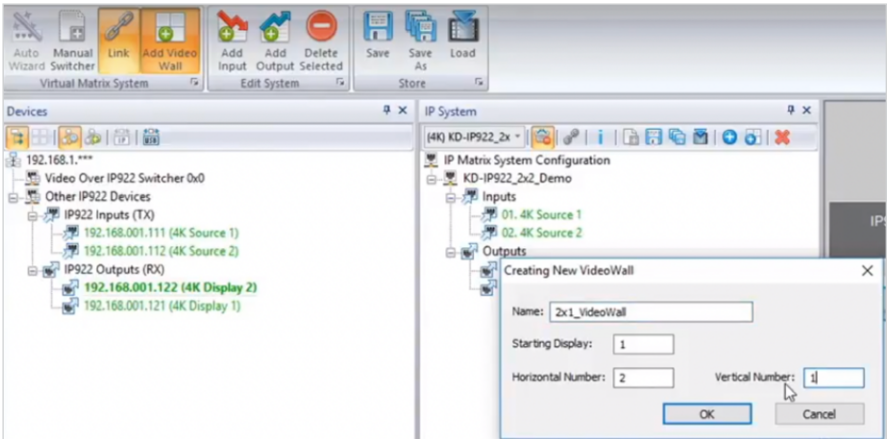 Auto Wizard
Manual Switcher
Link
Add Video Wall
Add Input
Add Output
Delete Selected
Save
Save As
Load
Virtual Matrix System
Edit System
Store
Devices
192.168.1.***
Video Over IP922 Switcher 0x0
Other IP922 Devices
IP922 Inputs (TX)
192.168.001.111 (4K Source 1)
192.168.001.112 (4K Source 2)
IP922 Outputs (RX)
192.168.001.122 (4K Display 2)
192.168.001.121 (4K Display 1)
IP System
(4K) KD-IP922_2x
IP Matrix System Configuration
KD-IP922_2x2_Demo
Inputs
01. 4K Source 1
02. 4K Source 2
Outputs
Creating New VideoWall
Name: 2x1_VideoWall
Starting Display: 1
Horizontal Number: 2 Vertical Number: 1
OK Cancel